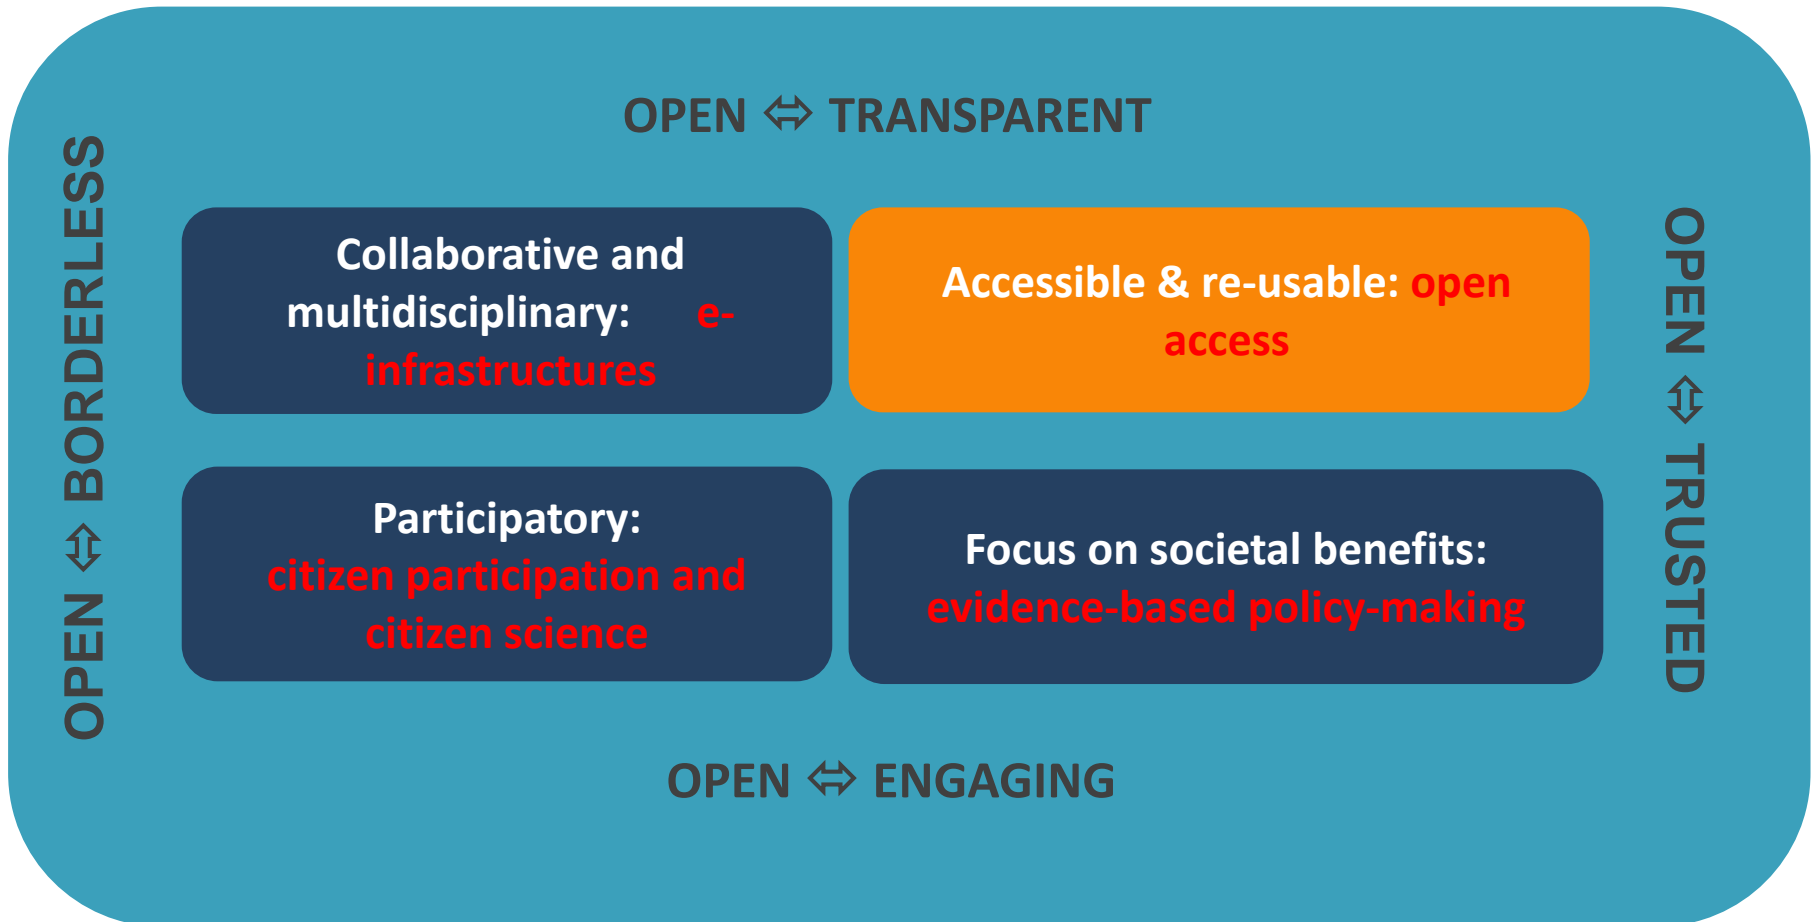 OPEN ⇔ TRANSPARENT
OPEN ⇔ BORDERLESS
Collaborative and
multidisciplinary: e-
infrastructures
Accessible & re-usable: open
access
OPEN ⇔ TRUSTED
Participatory:
citizen participation and
citizen science
Focus on societal benefits:
evidence-based policy-making
OPEN ⇔ ENGAGING